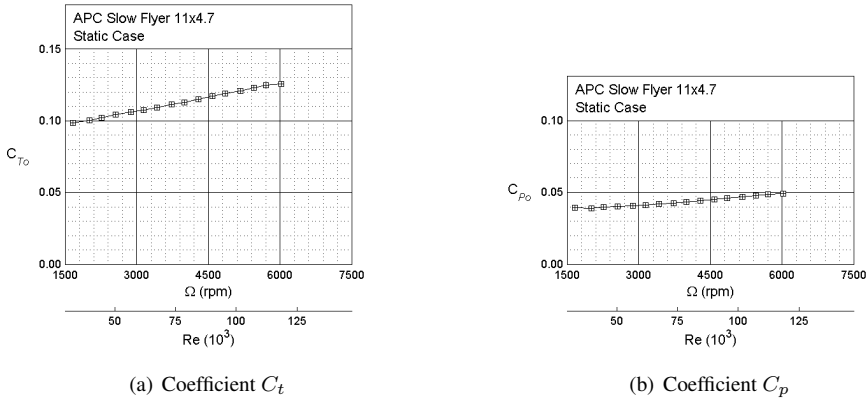 APC Slow Flyer 11x4.7
Static Case
0.15
0.10
C_To
0.05
0.00
1500 3000 4500 6000 7500
Ω (rpm)
50 75 100 125
Re (10^3)
(a) Coefficient C_t
APC Slow Flyer 11x4.7
Static Case
0.10
C_Po
0.05
0.00
1500 3000 4500 6000 7500
Ω (rpm)
50 75 100 125
Re (10^3)
(b) Coefficient C_p